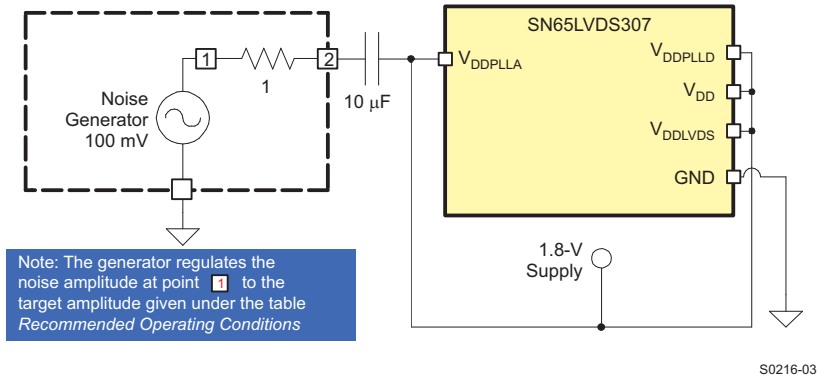 SN65LVDS307
1
2
VDDPLLA
VDDPLLD
1
10 μF
VDD
Noise
Generator
100 mV
VDDLVDS
GND
1.8-V
Supply
Note: The generator regulates the
noise amplitude at point 1 to the
target amplitude given under the table
Recommended Operating Conditions
S0216-03